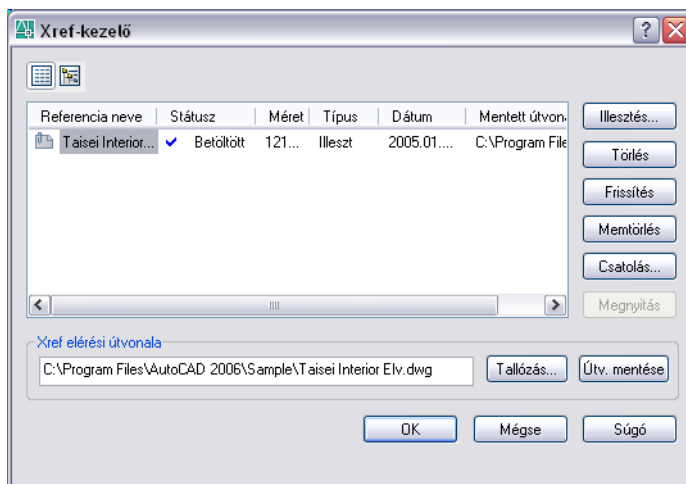 Xref-kezelő
Referencia neve Státusz Méret Típus Dátum Mentett útvon.
Taisei Interior... Betöltött 121... Illeszt 2005.01.... C:\Program File
Illesztés...
Törlés
Frissítés
Memtörlés
Csatolás...
Megnyitás
Xref elérési útvonala
C:\Program Files\AutoCAD 2006\Sample\Taisei Interior Elv.dwg Tallózás... Útv. mentése
OK Mégse Súgó